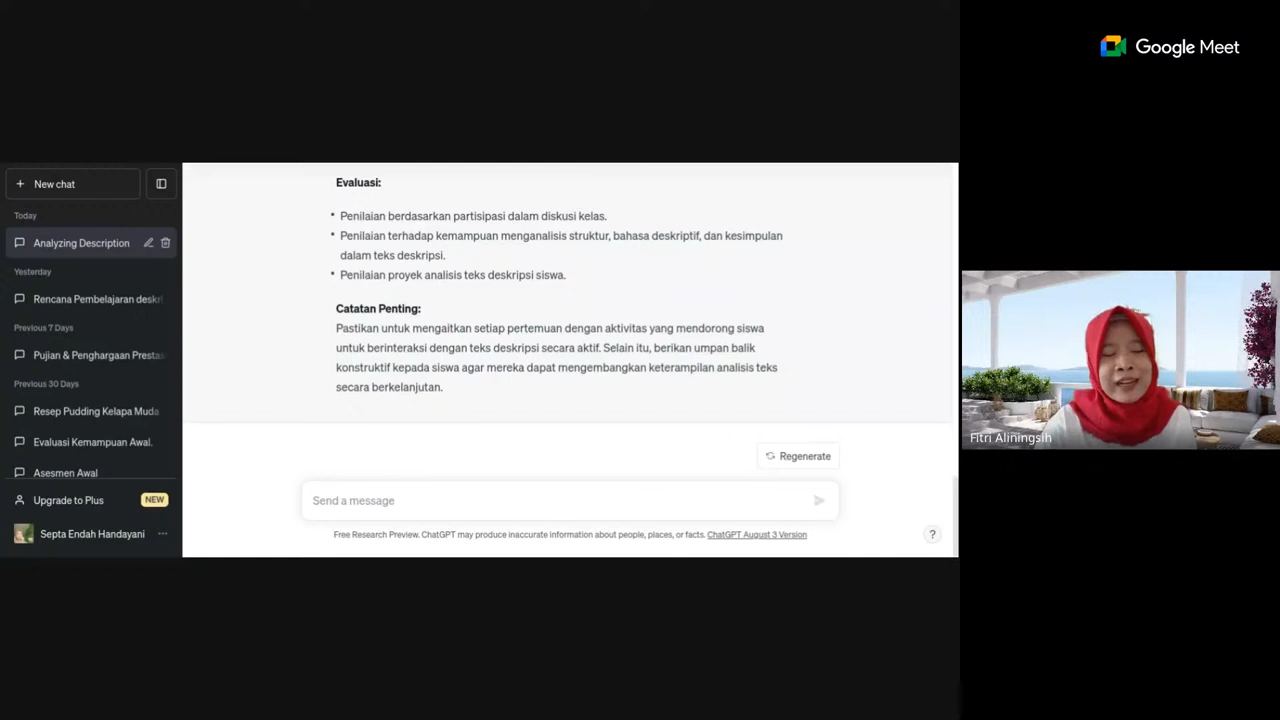 Google Meet
New chat
Today
Analyzing Description
Yesterday
Rencana Pembelajaran deskr
Previous 7 Days
Pujian & Penghargaan Prestas
Previous 30 Days
Resep Pudding Kelapa Muda
Evaluasi Kemampuan Awal.
Asesmen Awal
Upgrade to Plus NEW
Septa Endah Handayani
Evaluasi:
• Penilaian berdasarkan partisipasi dalam diskusi kelas.
• Penilaian terhadap kemampuan menganalisis struktur, bahasa deskriptif, dan kesimpulan
dalam teks deskripsi.
• Penilaian proyek analisis teks deskripsi siswa.
Catatan Penting:
Pastikan untuk mengaitkan setiap pertemuan dengan aktivitas yang mendorong siswa
untuk berinteraksi dengan teks deskripsi secara aktif. Selain itu, berikan umpan balik
konstruktif kepada siswa agar mereka dapat mengembangkan keterampilan analisis teks
secara berkelanjutan.
Regenerate
Send a message
Free Research Preview. ChatGPT may produce inaccurate information about people, places, or facts. ChatGPT August 3 Version
?
Fitri Aliningsih